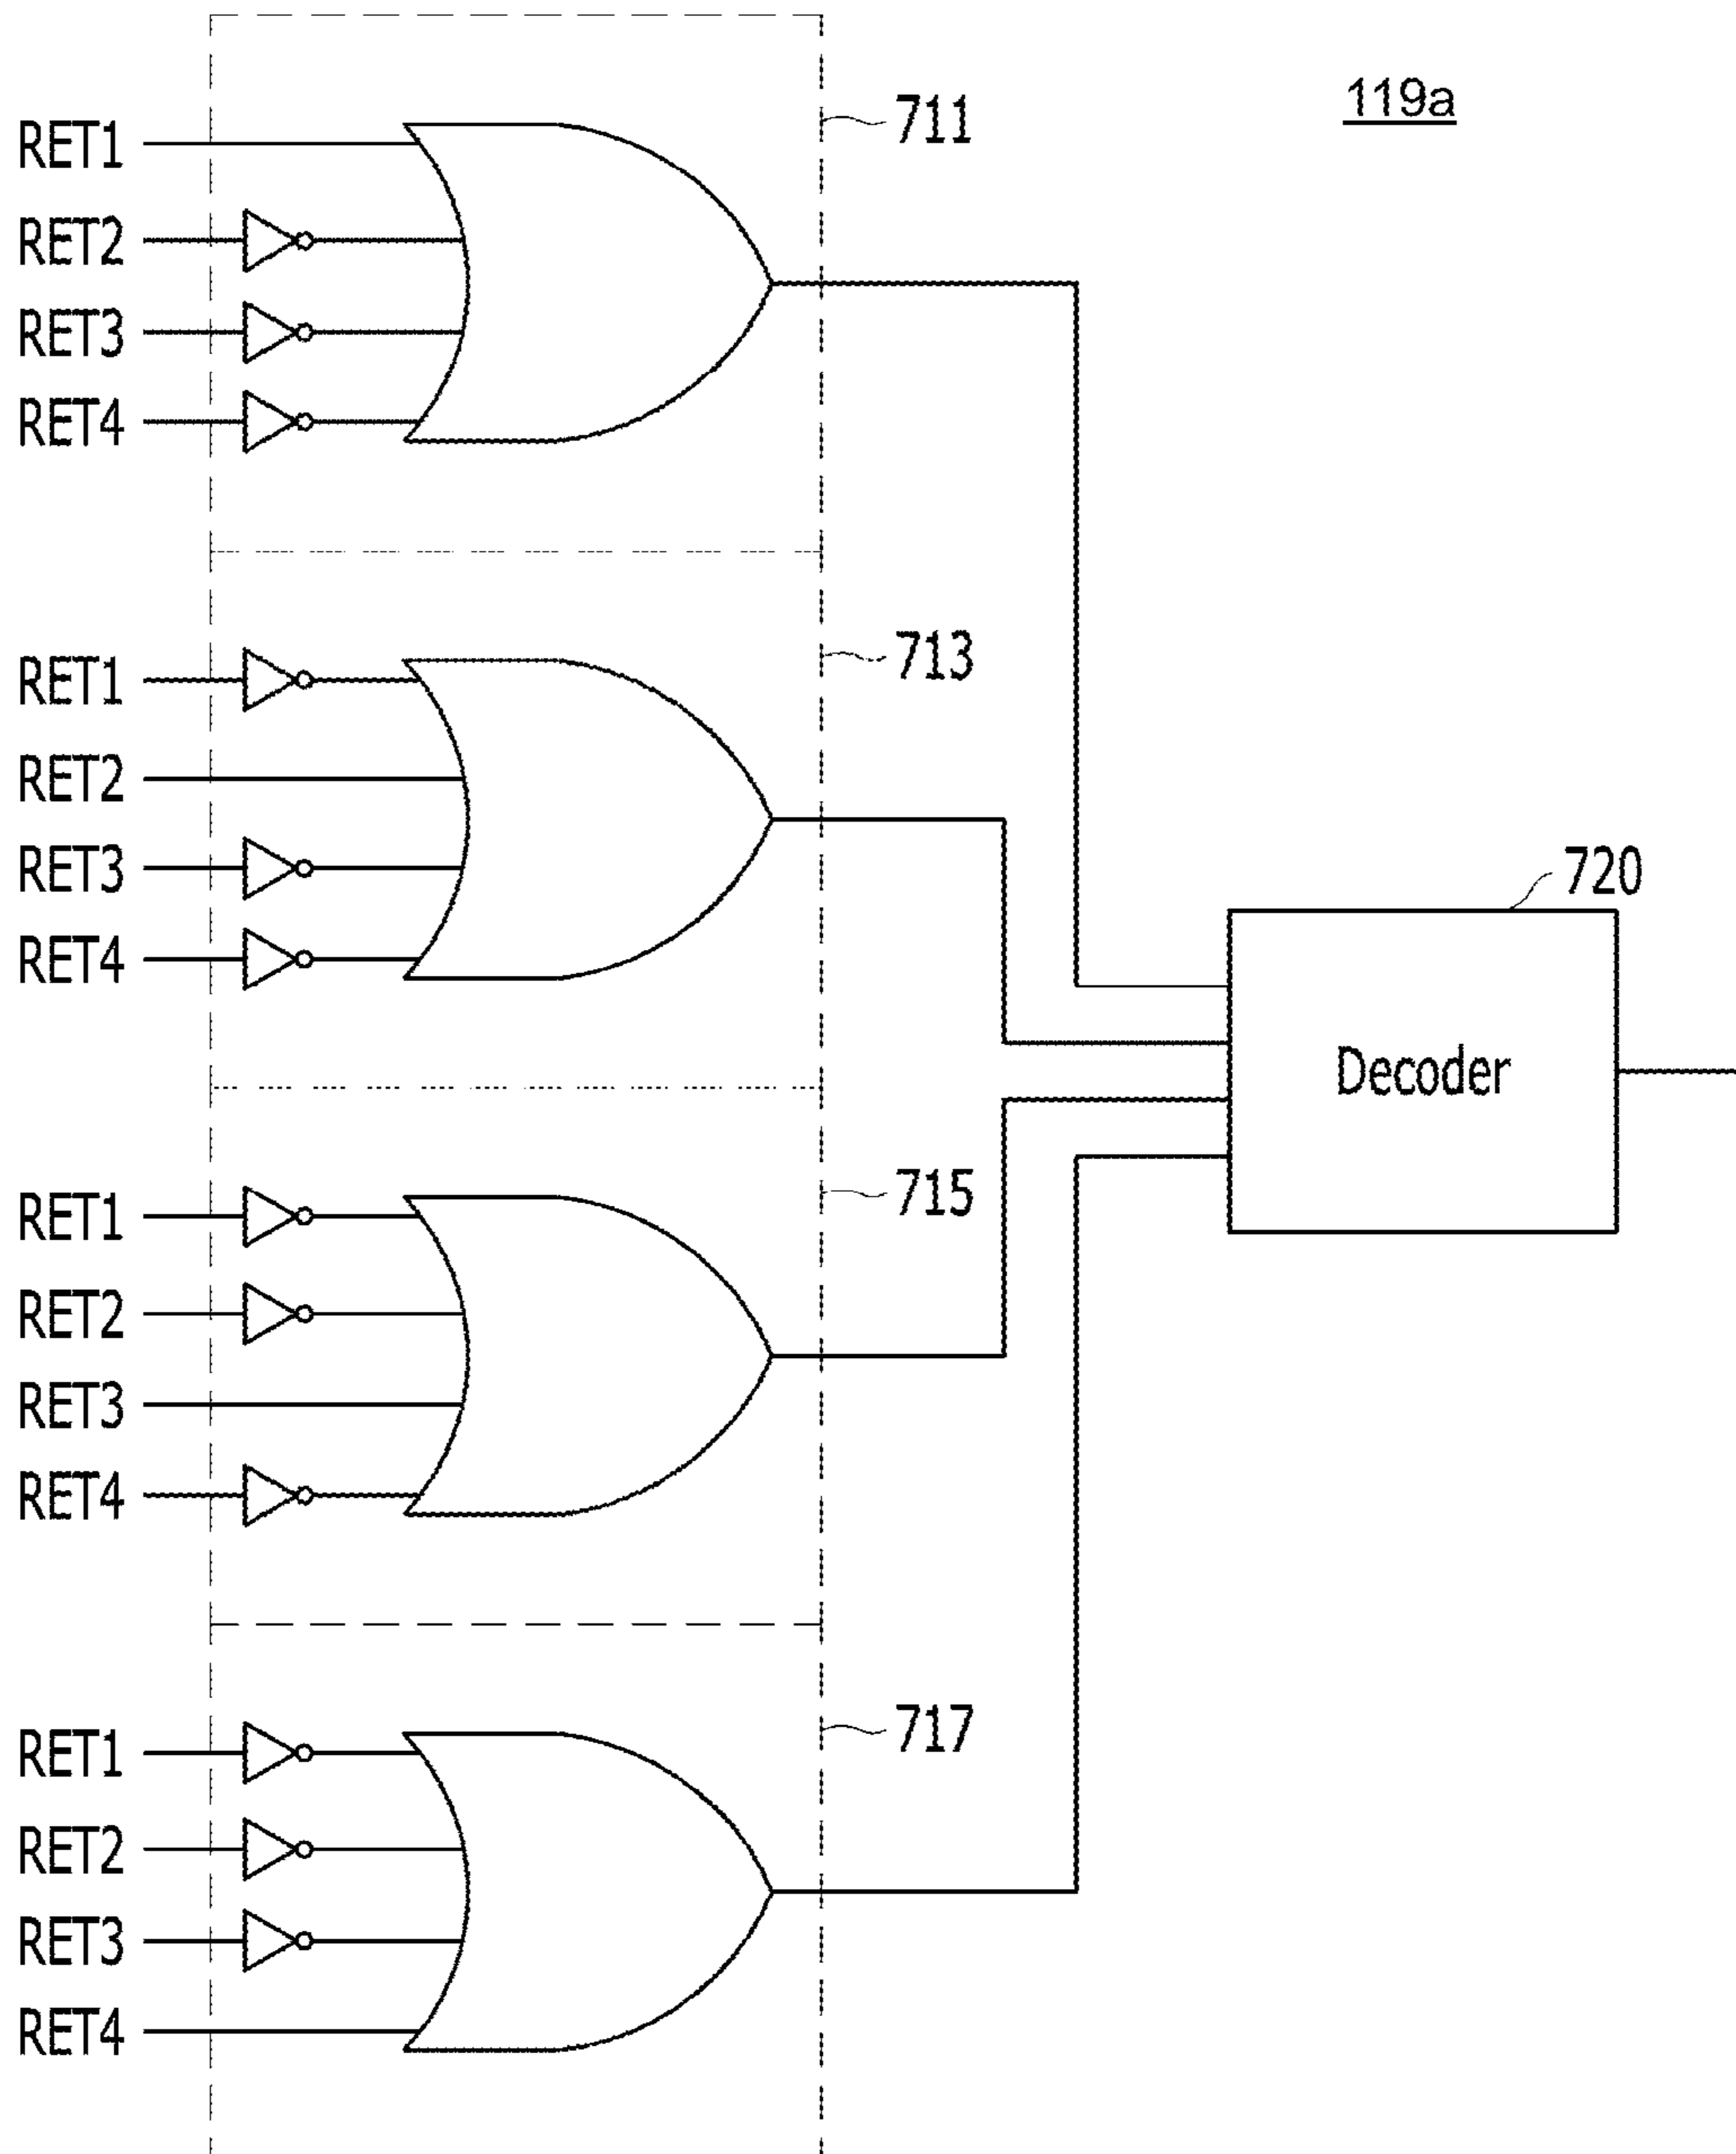 119a
711
RET1
RET2
RET3
RET4
713
RET1
RET2
RET3
RET4
720
Decoder
715
RET1
RET2
RET3
RET4
717
RET1
RET2
RET3
RET4